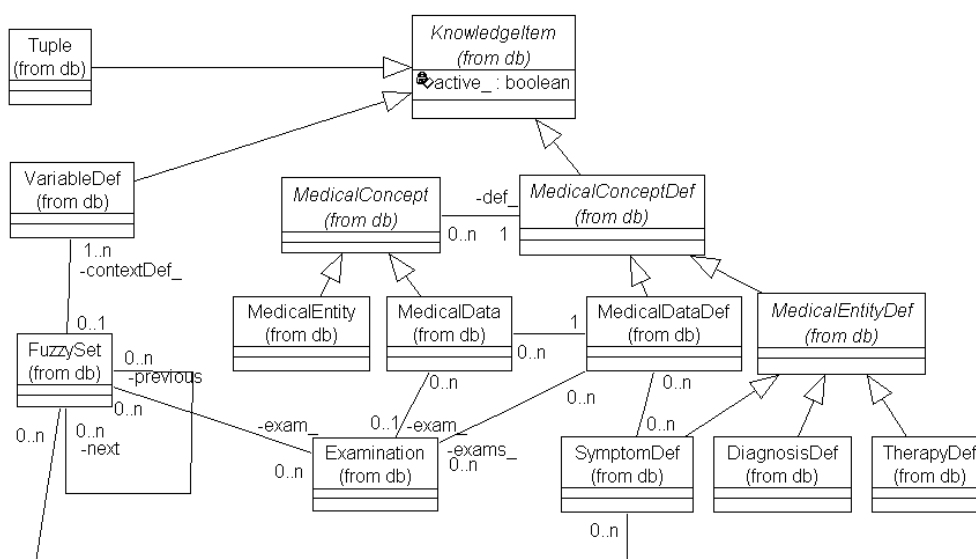 KnowledgeItem
(from db)
active_ : boolean
Tuple
(from db)
VariableDef
(from db)
MedicalConcept
(from db)
-def_
0..n
1
MedicalConceptDef
(from db)
1..n
-contextDef_
0..1
MedicalEntity
(from db)
MedicalData
(from db)
1
0..n
MedicalDataDef
(from db)
MedicalEntityDef
(from db)
FuzzySet
(from db)
0..n
-previous
0..n
0..n
0..n
-next
0..n
0..1
-exam_
-exam_
0..n
0..n
-exams_
0..n
0..n
0..n
Examination
(from db)
SymptomDef
(from db)
DiagnosisDef
(from db)
TherapyDef
(from db)
0..n